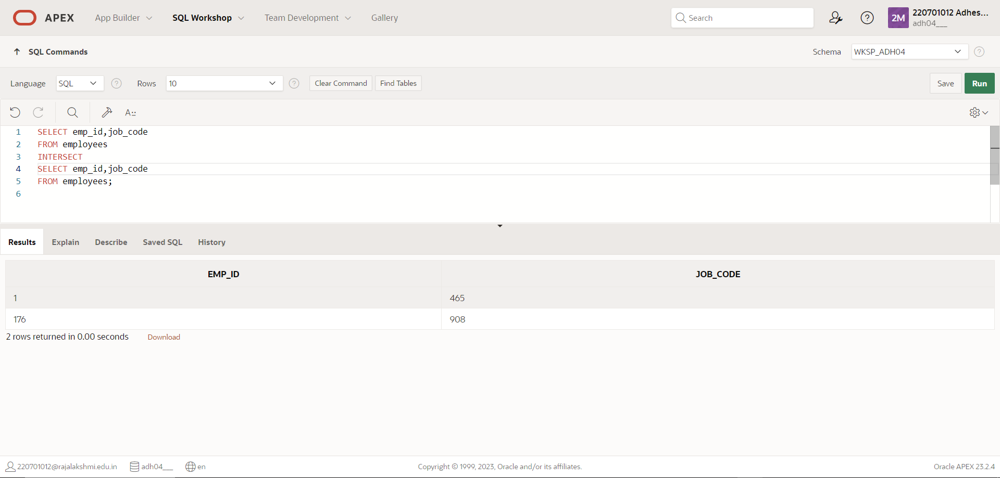 APEX App Builder SQL Workshop Team Development Gallery Search 2M 220701012 Adhes...
adh04___
SQL Commands Schema WKSP_ADH04
Language SQL Rows 10 Clear Command Find Tables Save Run
A::
1 SELECT emp_id,job_code
2 FROM employees
3 INTERSECT
4 SELECT emp_id,job_code
5 FROM employees;
6
Results Explain Describe Saved SQL History
EMP_ID JOB_CODE
1 465
176 908
2 rows returned in 0.00 seconds Download
220701012@rajalakshmi.edu.in adh04___ en Copyright © 1999, 2023, Oracle and/or its affiliates. Oracle APEX 23.2.4